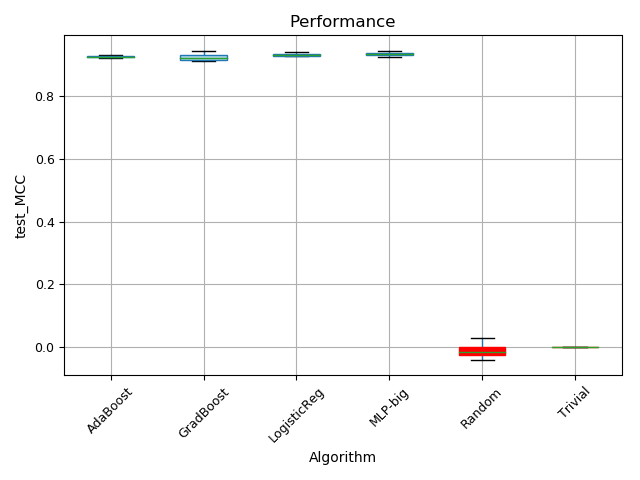 Performance
test_MCC
0.8
0.6
0.4
0.2
0.0
AdaBoost
GradBoost
LogisticReg
MLP-big
Random
Trivial
Algorithm